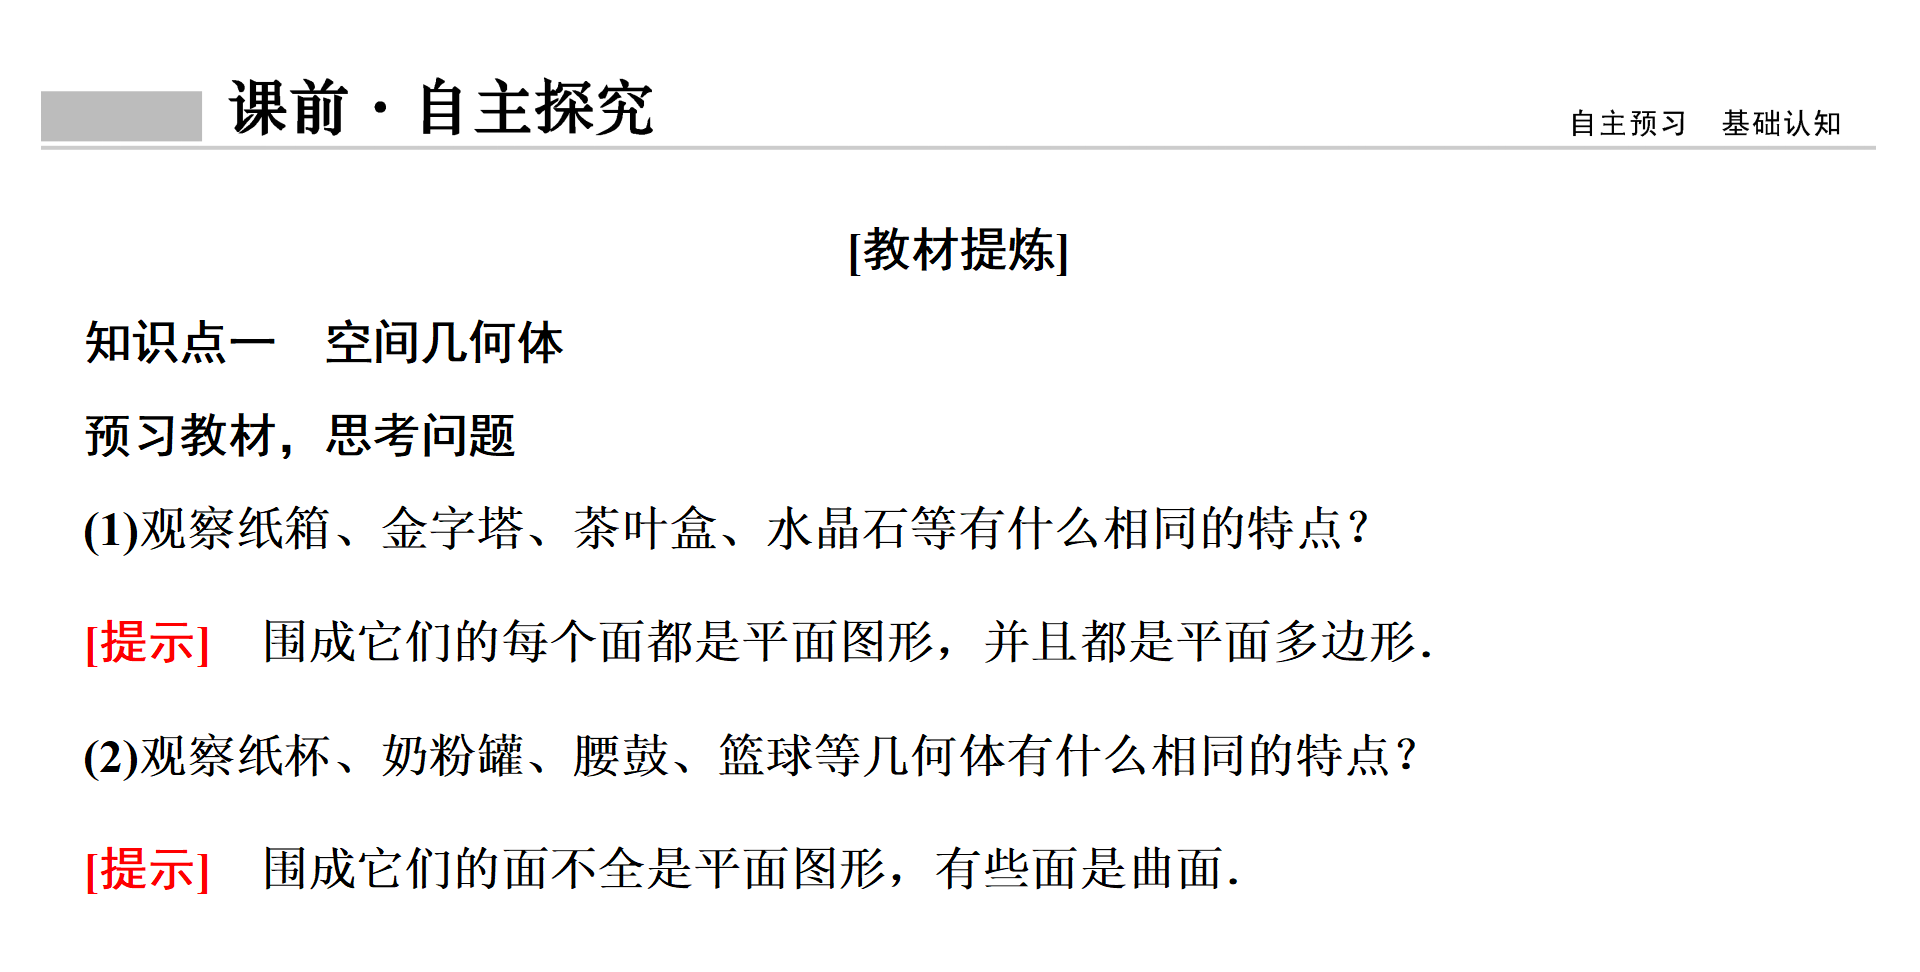 课前·自主探究
自主预习　基础认知
[教材提炼]
知识点一　空间几何体
预习教材，思考问题
(1)观察纸箱、金字塔、茶叶盒、水晶石等有什么相同的特点？
[提示]　围成它们的每个面都是平面图形，并且都是平面多边形．
(2)观察纸杯、奶粉罐、腰鼓、篮球等几何体有什么相同的特点？
[提示]　围成它们的面不全是平面图形，有些面是曲面．